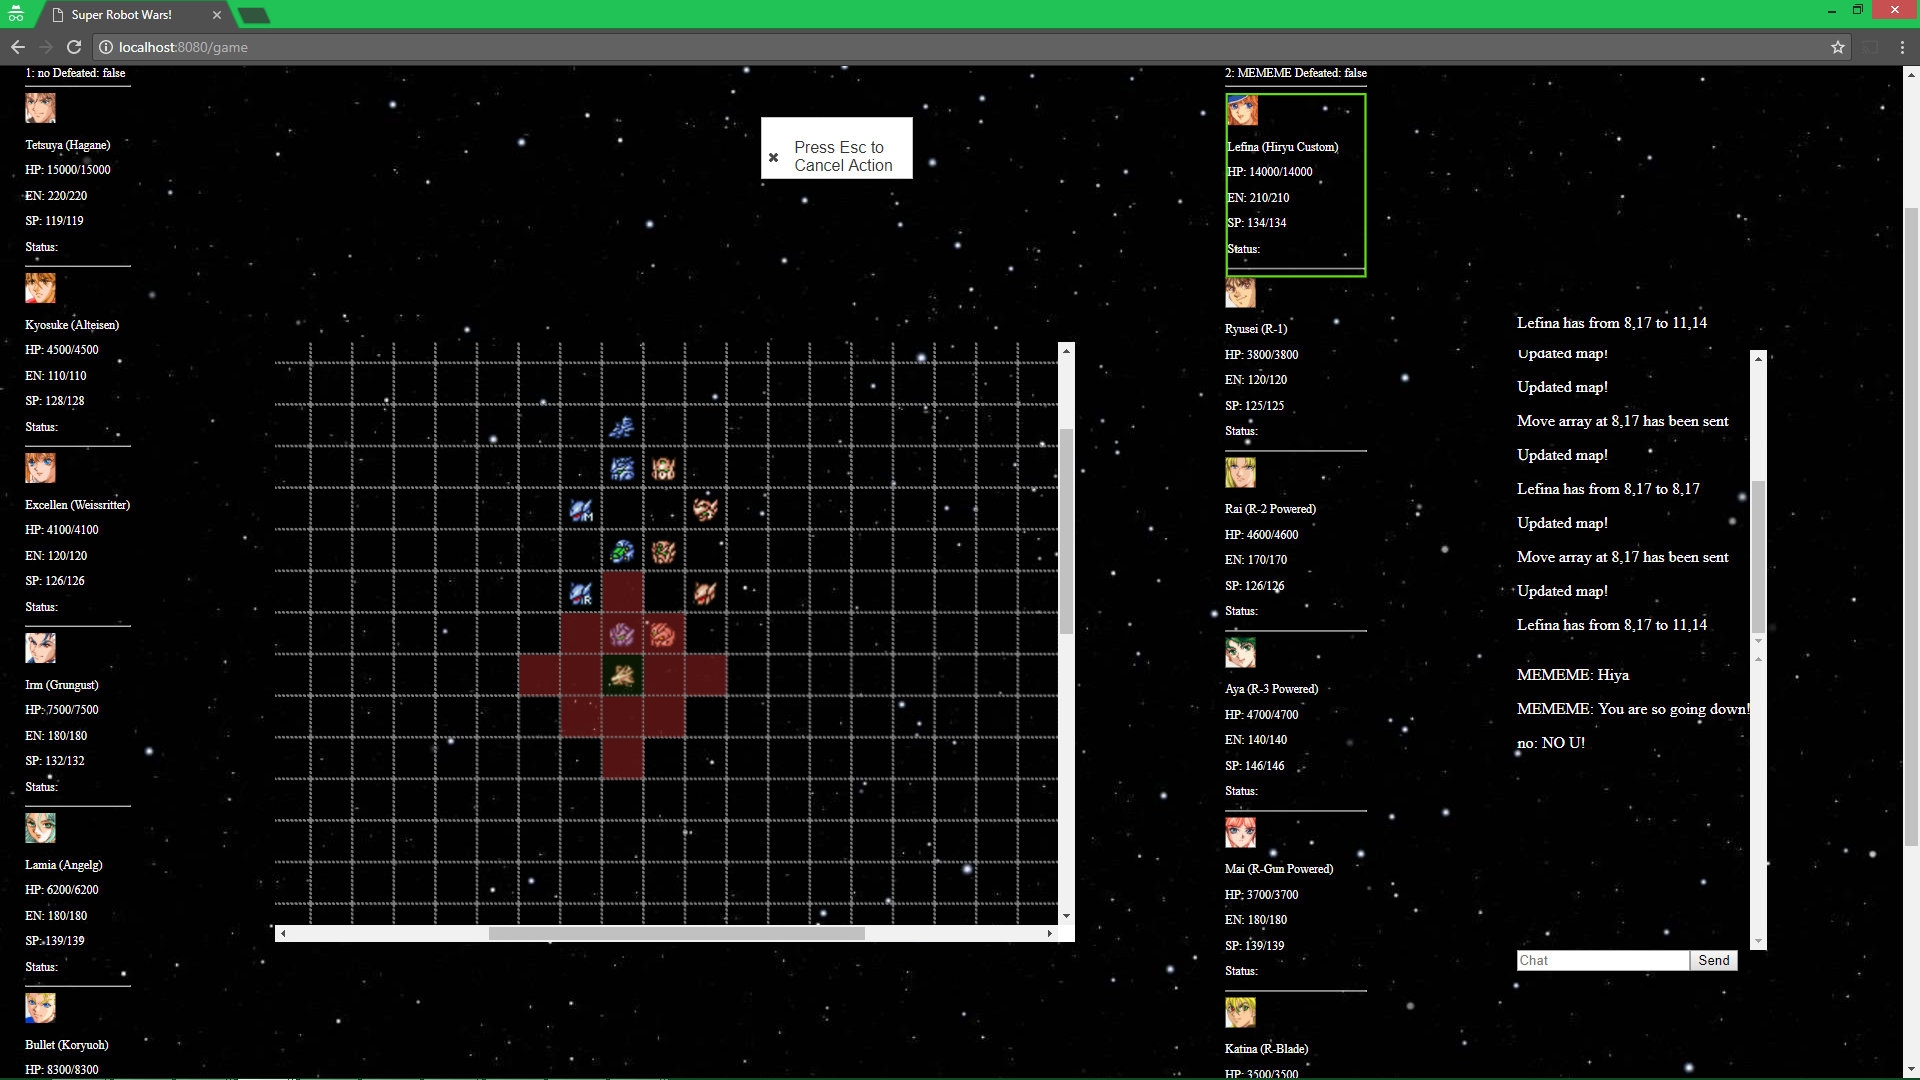 Super Robot Wars!
localhost:8080/game
1: no Defeated: false
Tetsuya (Hagane)
HP: 15000/15000
EN: 220/220
SP: 119/119
Status:
Kyosuke (Alteisen)
HP: 4500/4500
EN: 110/110
SP: 128/128
Status:
Excellen (Weissritter)
HP: 4100/4100
EN: 120/120
SP: 126/126
Status:
Irm (Grungust)
HP: 7500/7500
EN: 180/180
SP: 132/132
Status:
Lamia (Angelg)
HP: 6200/6200
EN: 180/180
SP: 139/139
Status:
Bullet (Koryuoh)
HP: 8300/8300
Press Esc to
Cancel Action
M
R
2: MEMEME Defeated: false
Lefina (Hiryu Custom)
HP: 14000/14000
EN: 210/210
SP: 134/134
Status:
Ryusei (R-1)
HP: 3800/3800
EN: 120/120
SP: 125/125
Status:
Rai (R-2 Powered)
HP: 4600/4600
EN: 170/170
SP: 126/126
Status:
Aya (R-3 Powered)
HP: 4700/4700
EN: 140/140
SP: 146/146
Status:
Mai (R-Gun Powered)
HP: 3700/3700
EN: 180/180
SP: 139/139
Status:
Katina (R-Blade)
HP: 3500/3500
Lefina has from 8,17 to 11,14
Updated map!
Updated map!
Move array at 8,17 has been sent
Updated map!
Lefina has from 8,17 to 8,17
Updated map!
Move array at 8,17 has been sent
Updated map!
Lefina has from 8,17 to 11,14
MEMEME: Hiya
MEMEME: You are so going down!
no: NO U!
Chat
Send